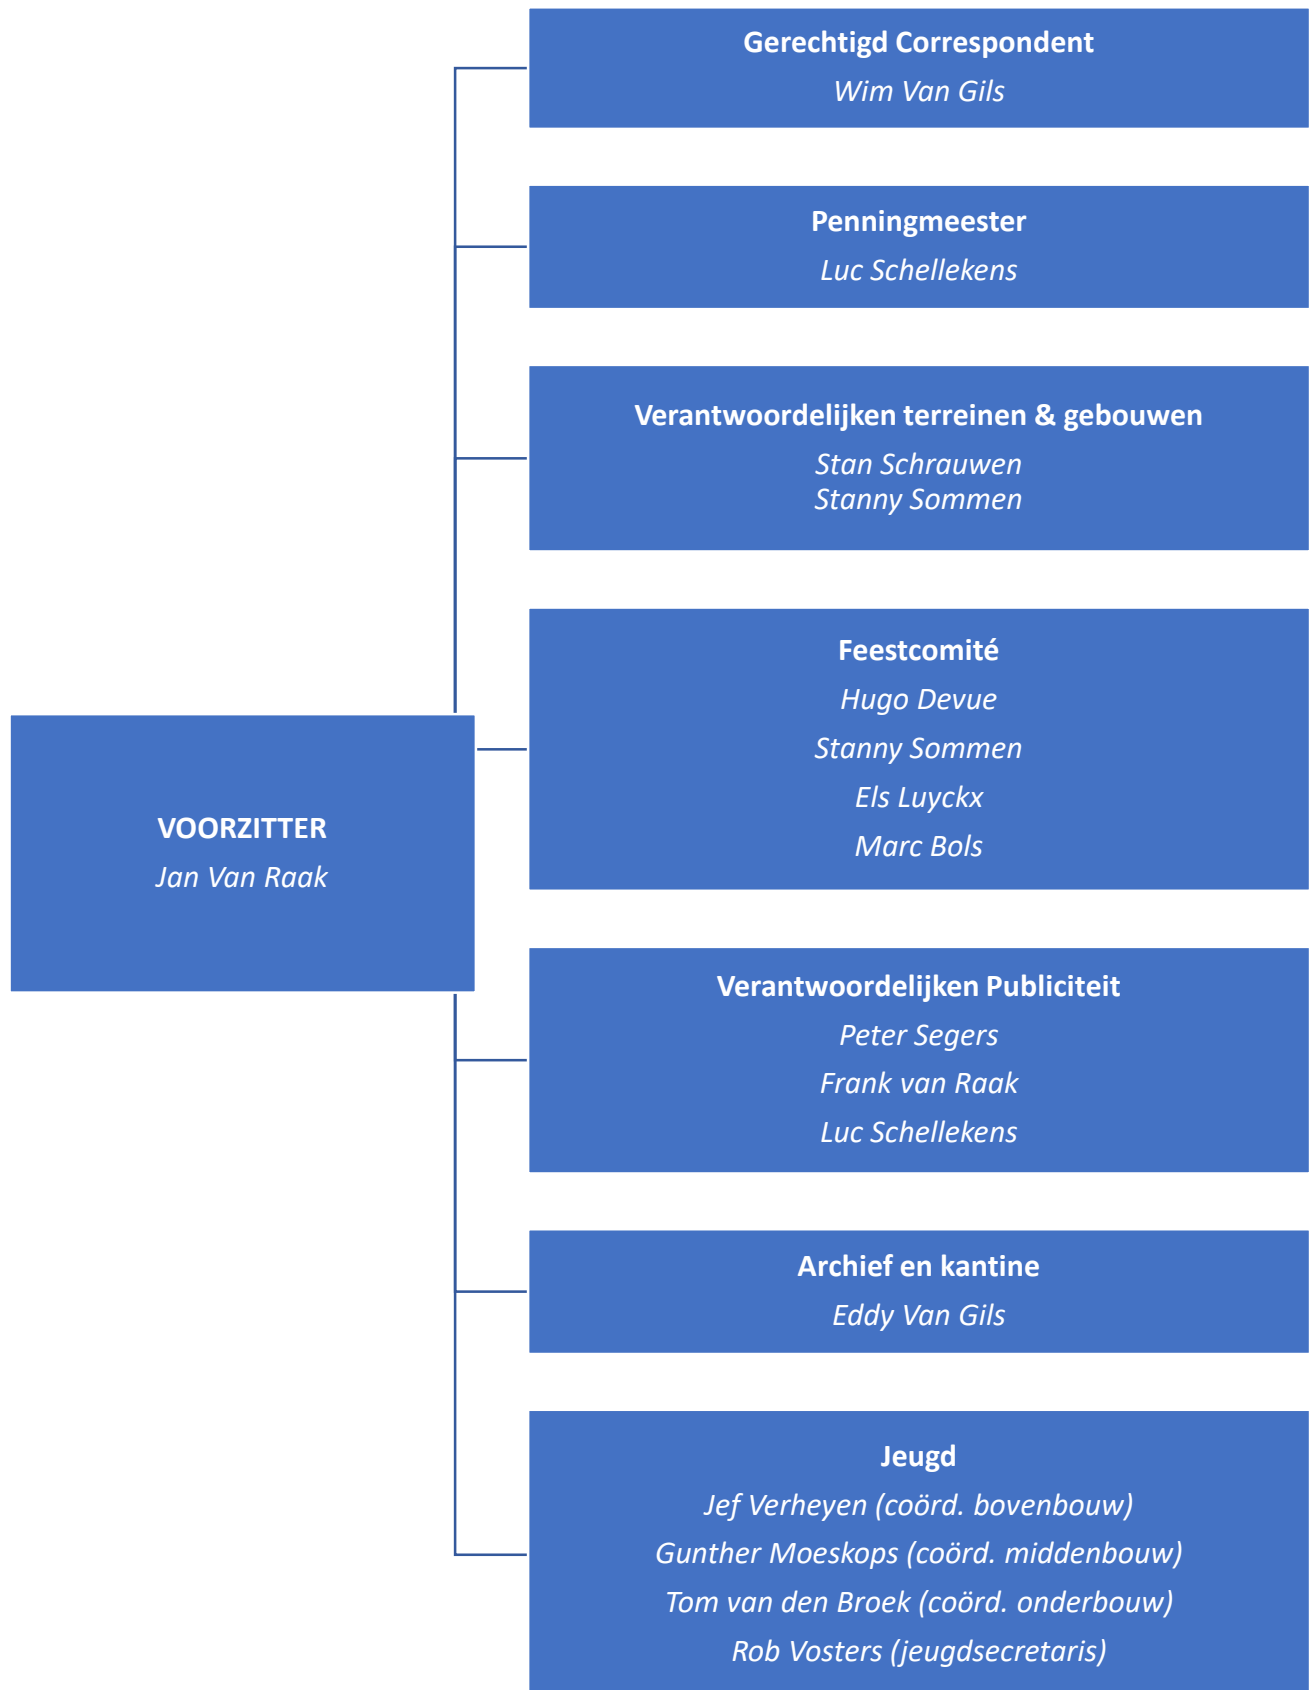 Gerechtigd Correspondent
Wim Van Gils
Penningmeester
Luc Schellekens
Verantwoordelijken terreinen & gebouwen
Stan Schrauwen
Stanny Sommen
Feestcomité
Hugo Devue
Stanny Sommen
Els Luyckx
Marc Bols
VOORZITTER
Jan Van Raak
Verantwoordelijken Publiciteit
Peter Segers
Frank van Raak
Luc Schellekens
Archief en kantine
Eddy Van Gils
Jeugd
Jef Verheyen (coörd. bovenbouw)
Gunther Moeskops (coörd. middenbouw)
Tom van den Broek (coörd. onderbouw)
Rob Vosters (jeugdsecretaris)